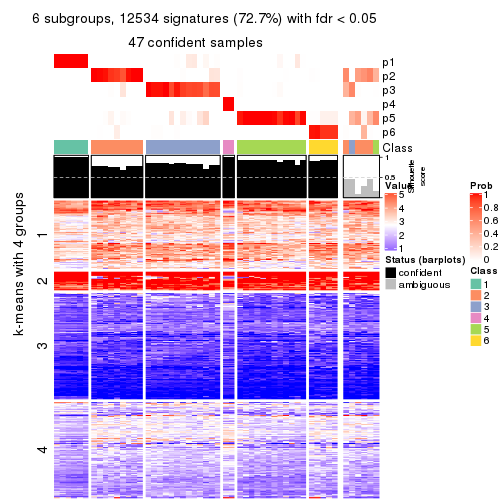 6 subgroups, 12534 signatures (72.7%) with fdr < 0.05
47 confident samples
p1
p2
p3
p4
p5
p6
Class
1
0.5
0
Silhouette
score
k-means with 4 groups
1
2
3
4
Value
5
4
3
2
1
Status (barplots)
confident
ambiguous
Prob
1
0.8
0.6
0.4
0.2
0
Class
1
2
3
4
5
6